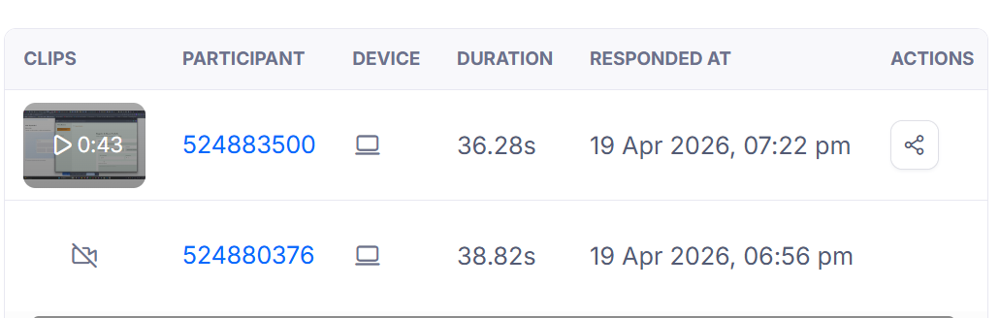 CLIPS PARTICIPANT DEVICE DURATION RESPONDED AT ACTIONS
0:43 524883500 36.28s 19 Apr 2026, 07:22 pm
524880376 38.82s 19 Apr 2026, 06:56 pm